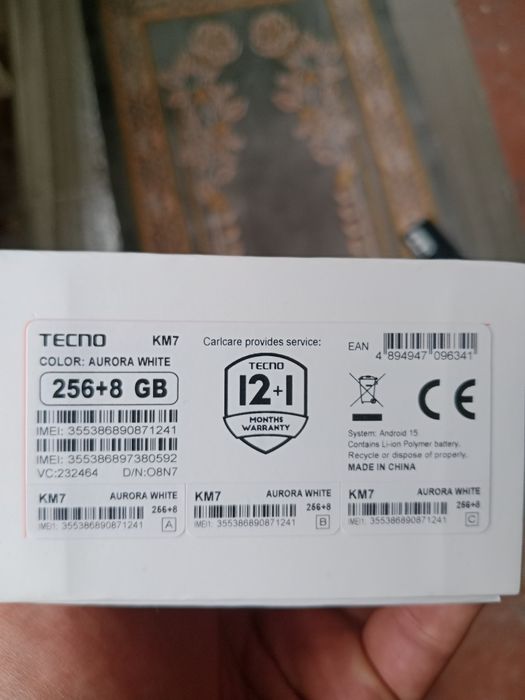 TECNO KM7
COLOR: AURORA WHITE
256+8 GB
IMEI: 355386890871241
IMEI: 355386897380592
VC:232464 D/N:O8N7
Carlcare provides service:
TECNO
12+1
MONTHS
WARRANTY
EAN
4 894947 096341
CE
System: Android 15
Contains Li-ion Polymer battery.
Recycle or dispose of properly.
MADE IN CHINA
KM7 AURORA WHITE
256+8
IMEI1: 355386890871241 A
KM7 AURORA WHITE
256+8
IMEI1: 355386890871241 B
KM7 AURORA WHITE
256+8
IMEI1: 355386890871241 C